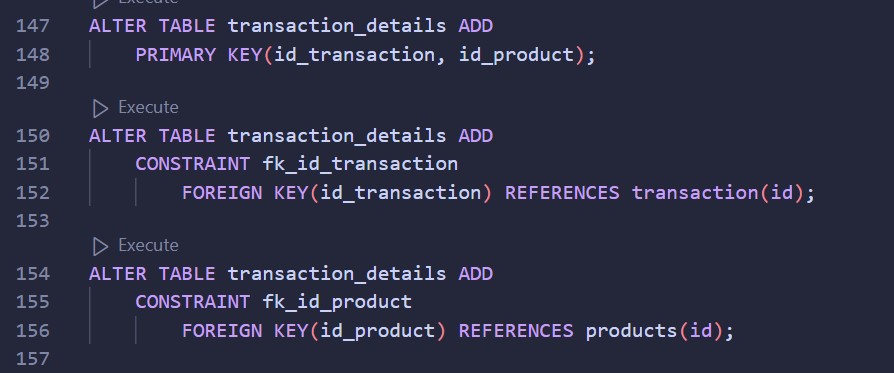 Execute
147 ALTER TABLE transaction_details ADD
148 PRIMARY KEY(id_transaction, id_product);
149
Execute
150 ALTER TABLE transaction_details ADD
151 CONSTRAINT fk_id_transaction
152 FOREIGN KEY(id_transaction) REFERENCES transaction(id);
153
Execute
154 ALTER TABLE transaction_details ADD
155 CONSTRAINT fk_id_product
156 FOREIGN KEY(id_product) REFERENCES products(id);
157